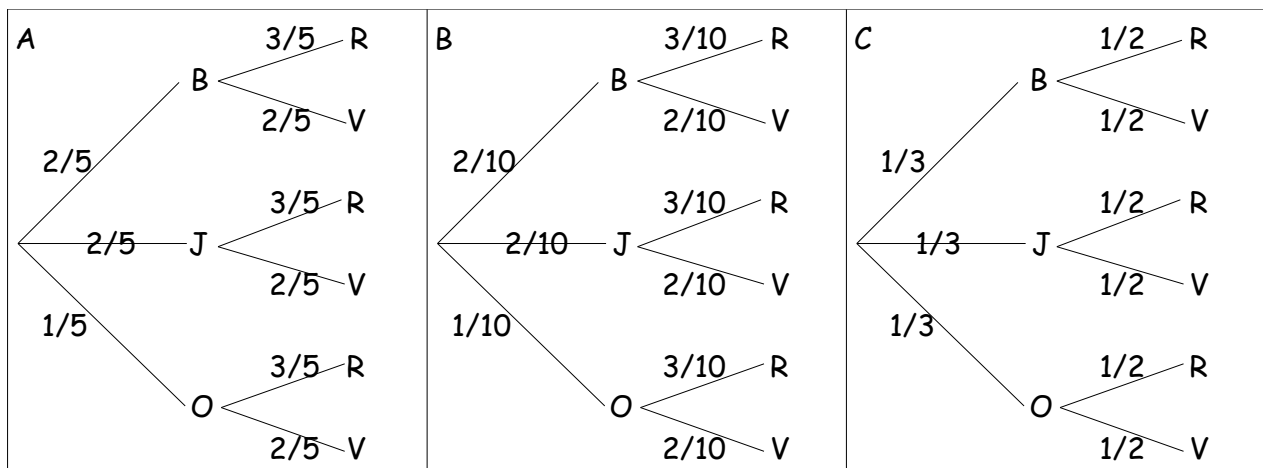 A 3/5 R B 3/10 R C 1/2 R
B B B
2/5 V 2/10 V 1/2 V
2/5 2/10 1/3
3/5 R 3/10 R 1/2 R
2/5 J 2/10 J 1/3 J
2/5 V 2/10 V 1/2 V
1/5 1/10 1/3
3/5 R 3/10 R 1/2 R
O O O
2/5 V 2/10 V 1/2 V